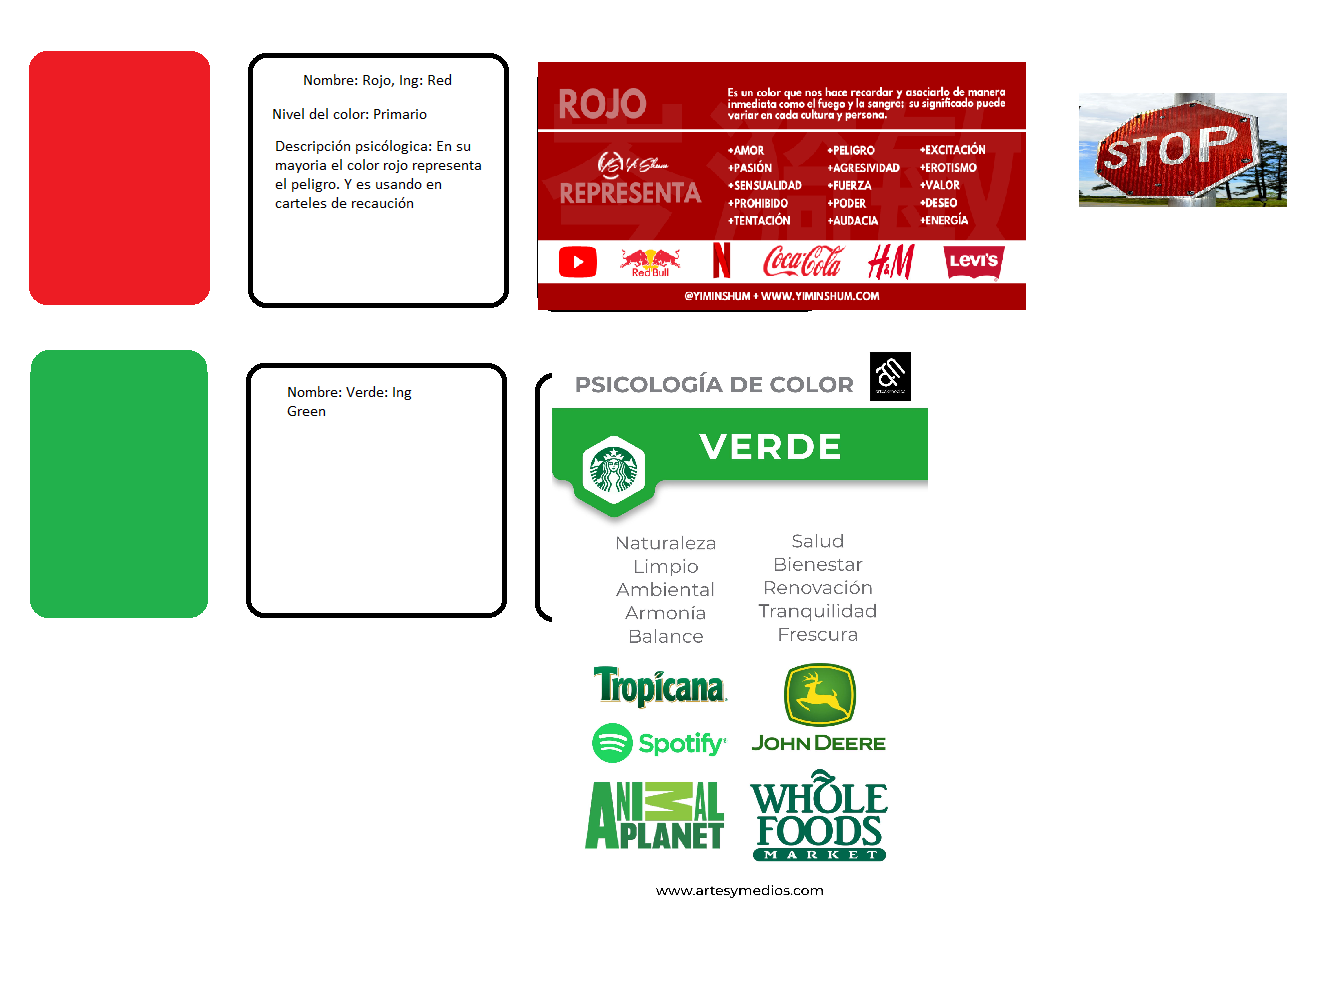 Nombre: Rojo, Ing: Red
Nivel del color: Primario
Descripción psicólogica: En su
mayoria el color rojo representa
el peligro. Y es usando en
carteles de recaución
ROJO
Es un color que nos hace recordar y asociarlo de manera
inmediata como el fuego y la sangre; su significado puede
variar en cada cultura y persona.
Yi Shum
REPRESENTA
+AMOR
+PASIÓN
+SENSUALIDAD
+PROHIBIDO
+TENTACIÓN
+PELIGRO
+AGRESIVIDAD
+FUERZA
+PODER
+AUDACIA
+EXCITACIÓN
+EROTISMO
+VALOR
+DESEO
+ENERGÍA
Red Bull
N
Coca-Cola
H&M
LEVI'S
@YIMINSHUM + WWW.YIMINSHUM.COM
STOP
Nombre: Verde: Ing
Green
PSICOLOGÍA DE COLOR
VERDE
Naturaleza
Limpio
Ambiental
Armonía
Balance
Salud
Bienestar
Renovación
Tranquilidad
Frescura
Tropicana
JOHN DEERE
Spotify
ANIMAL
PLANET
WHOLE
FOODS
MARKET
www.artesymedios.com